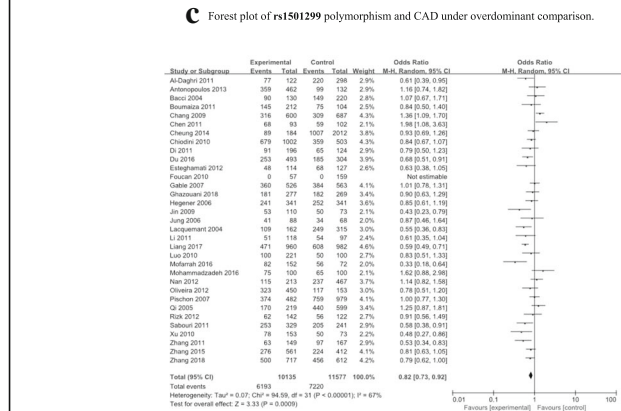 c Forest plot of rs1501299 polymorphism and CAD under overdominant comparison.
Experimental Control Odds Ratio Odds Ratio
Study or Subgroup Events Total Events Total Weight M-H. Random. 95% CI M-H. Random. 95% CI
Al-Daghri 2011 77 122 220 298 2.9% 0.61 [0.39, 0.95]
Antonopoulos 2013 359 462 99 132 2.9% 1.16 [0.74, 1.82]
Bacci 2004 90 130 149 220 2.8% 1.07 [0.67, 1.71]
Boumaiza 2011 145 212 75 104 2.5% 0.84 [0.50, 1.40]
Chang 2009 316 600 309 687 4.3% 1.36 [1.09, 1.70]
Chen 2011 68 93 59 102 2.2% 1.98 [1.08, 3.63]
Cheung 2014 89 184 1007 2012 3.8% 0.93 [0.69, 1.26]
Chiodini 2010 679 1002 359 503 4.2% 0.84 [0.67, 1.07]
Di 2011 91 196 65 124 2.8% 0.79 [0.50, 1.23]
Du 2016 253 493 185 304 3.9% 0.68 [0.51, 0.91]
Esteghamati 2012 48 114 68 127 2.6% 0.63 [0.38, 1.05]
Foucan 2010 0 57 0 159 Not estimable
Gable 2007 360 526 384 563 4.1% 1.01 [0.78, 1.31]
Ghazouani 2018 181 277 182 269 3.5% 0.90 [0.63, 1.29]
Hegener 2006 241 341 252 341 3.6% 0.85 [0.61, 1.19]
Jin 2009 53 110 50 73 2.1% 0.43 [0.23, 0.79]
Jung 2006 41 88 34 68 2.0% 0.87 [0.46, 1.64]
Lacquemant 2004 109 162 249 315 2.9% 0.55 [0.36, 0.83]
Li 2011 51 118 54 97 2.4% 0.61 [0.35, 1.04]
Liang 2017 471 960 608 982 4.5% 0.59 [0.49, 0.71]
Luo 2010 100 221 50 100 2.7% 0.83 [0.51, 1.33]
Mofarrah 2016 82 152 56 72 2.0% 0.33 [0.18, 0.64]
Mohammadzadeh 2016 75 100 65 100 2.1% 1.62 [0.88, 2.98]
Nan 2012 115 213 237 467 3.7% 1.14 [0.82, 1.58]
Oliveira 2012 323 450 117 153 3.0% 0.78 [0.51, 1.20]
Pischon 2007 374 482 759 979 4.1% 1.00 [0.77, 1.30]
Qi 2005 170 219 440 599 3.4% 1.25 [0.87, 1.81]
Rizk 2012 62 142 56 122 2.7% 0.91 [0.56, 1.49]
Sabouri 2011 253 329 205 241 2.9% 0.58 [0.38, 0.91]
Xu 2010 78 153 50 73 2.3% 0.48 [0.27, 0.86]
Zhang 2011 63 149 97 167 2.9% 0.53 [0.34, 0.83]
Zhang 2015 276 561 224 412 4.1% 0.81 [0.63, 1.05]
Zhang 2018 500 717 456 612 4.2% 0.79 [0.62, 1.00]
Total (95% CI) 10135 11577 100.0% 0.82 [0.73, 0.92]
Total events 6193 7220
Heterogeneity: Tau² = 0.07; Chi² = 94.59, df = 31 (P < 0.00001); I² = 67%
Test for overall effect: Z = 3.33 (P = 0.0009)
0.01 0.1 1 10 100
Favours [experimental] Favours [control]